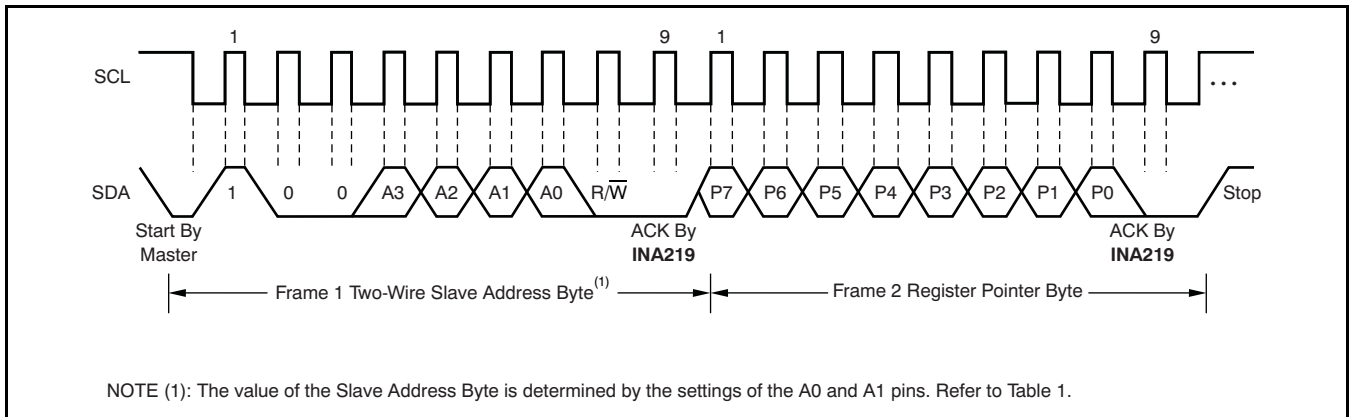 1 9 1 9
SCL ...
SDA 1 0 0 A3 A2 A1 A0 R/W̅ P7 P6 P5 P4 P3 P2 P1 P0 Stop
Start By
Master
ACK By
INA219
ACK By
INA219
Frame 1 Two-Wire Slave Address Byte(1)
Frame 2 Register Pointer Byte
NOTE (1): The value of the Slave Address Byte is determined by the settings of the A0 and A1 pins. Refer to Table 1.